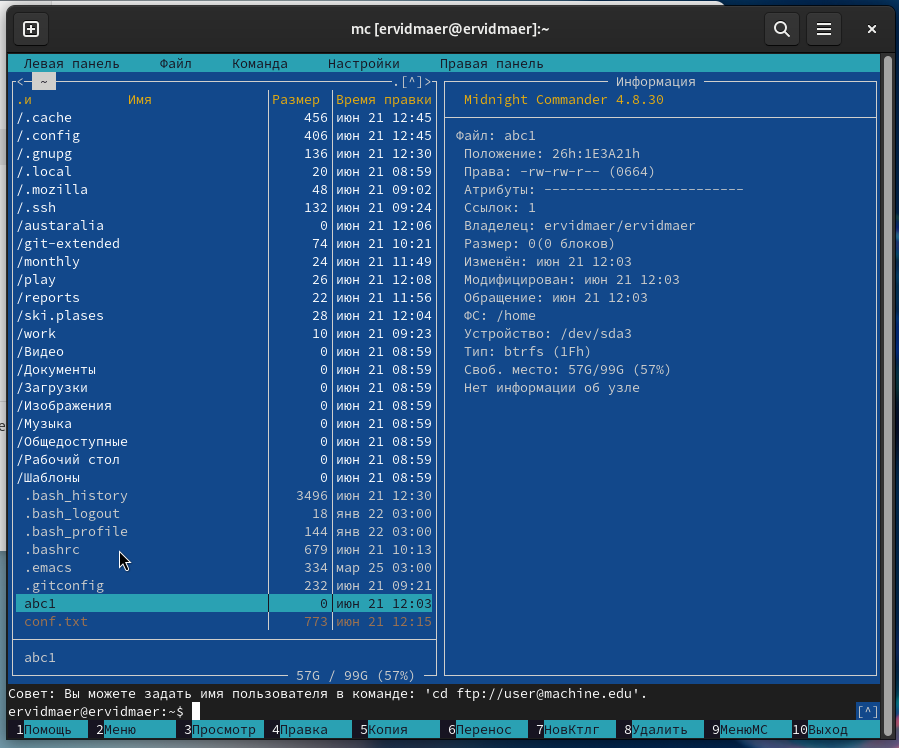 mc [ervidmaer@ervidmaer]:~
Левая панель Файл Команда Настройки Правая панель
<─ ~ .[^]>
.и Имя Размер Время правки
/.cache 456 июн 21 12:45
/.config 406 июн 21 12:45
/.gnupg 136 июн 21 12:30
/.local 20 июн 21 08:59
/.mozilla 48 июн 21 09:02
/.ssh 132 июн 21 09:24
/austaralia 0 июн 21 12:06
/git-extended 74 июн 21 10:21
/monthly 24 июн 21 11:49
/play 26 июн 21 12:08
/reports 22 июн 21 11:56
/ski.plases 28 июн 21 12:04
/work 10 июн 21 09:23
/Видео 0 июн 21 08:59
/Документы 0 июн 21 08:59
/Загрузки 0 июн 21 08:59
/Изображения 0 июн 21 08:59
/Музыка 0 июн 21 08:59
/Общедоступные 0 июн 21 08:59
/Рабочий стол 0 июн 21 08:59
/Шаблоны 0 июн 21 08:59
.bash_history 3496 июн 21 12:30
.bash_logout 18 янв 22 03:00
.bash_profile 144 янв 22 03:00
.bashrc 679 июн 21 10:13
.emacs 334 мар 25 03:00
.gitconfig 232 июн 21 09:21
abc1 0 июн 21 12:03
conf.txt 773 июн 21 12:15
abc1
57G / 99G (57%)
Информация
Midnight Commander 4.8.30
Файл: abc1
Положение: 26h:1E3A21h
Права: -rw-rw-r-- (0664)
Атрибуты: -------------------------
Ссылок: 1
Владелец: ervidmaer/ervidmaer
Размер: 0(0 блоков)
Изменён: июн 21 12:03
Модифицирован: июн 21 12:03
Обращение: июн 21 12:03
ФС: /home
Устройство: /dev/sda3
Тип: btrfs (1Fh)
Своб. место: 57G/99G (57%)
Нет информации об узле
Совет: Вы можете задать имя пользователя в команде: 'cd ftp://user@machine.edu'.
ervidmaer@ervidmaer:~$ [^]
1Помощь 2Меню 3Просмотр 4Правка 5Копия 6Перенос 7НовКтлг 8Удалить 9МенюMC 10Выход